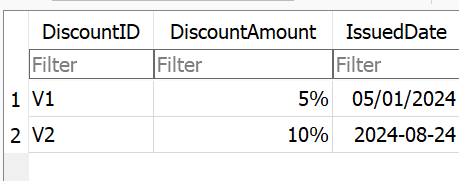 DiscountID DiscountAmount IssuedDate
Filter Filter Filter
1 V1 5% 05/01/2024
2 V2 10% 2024-08-24